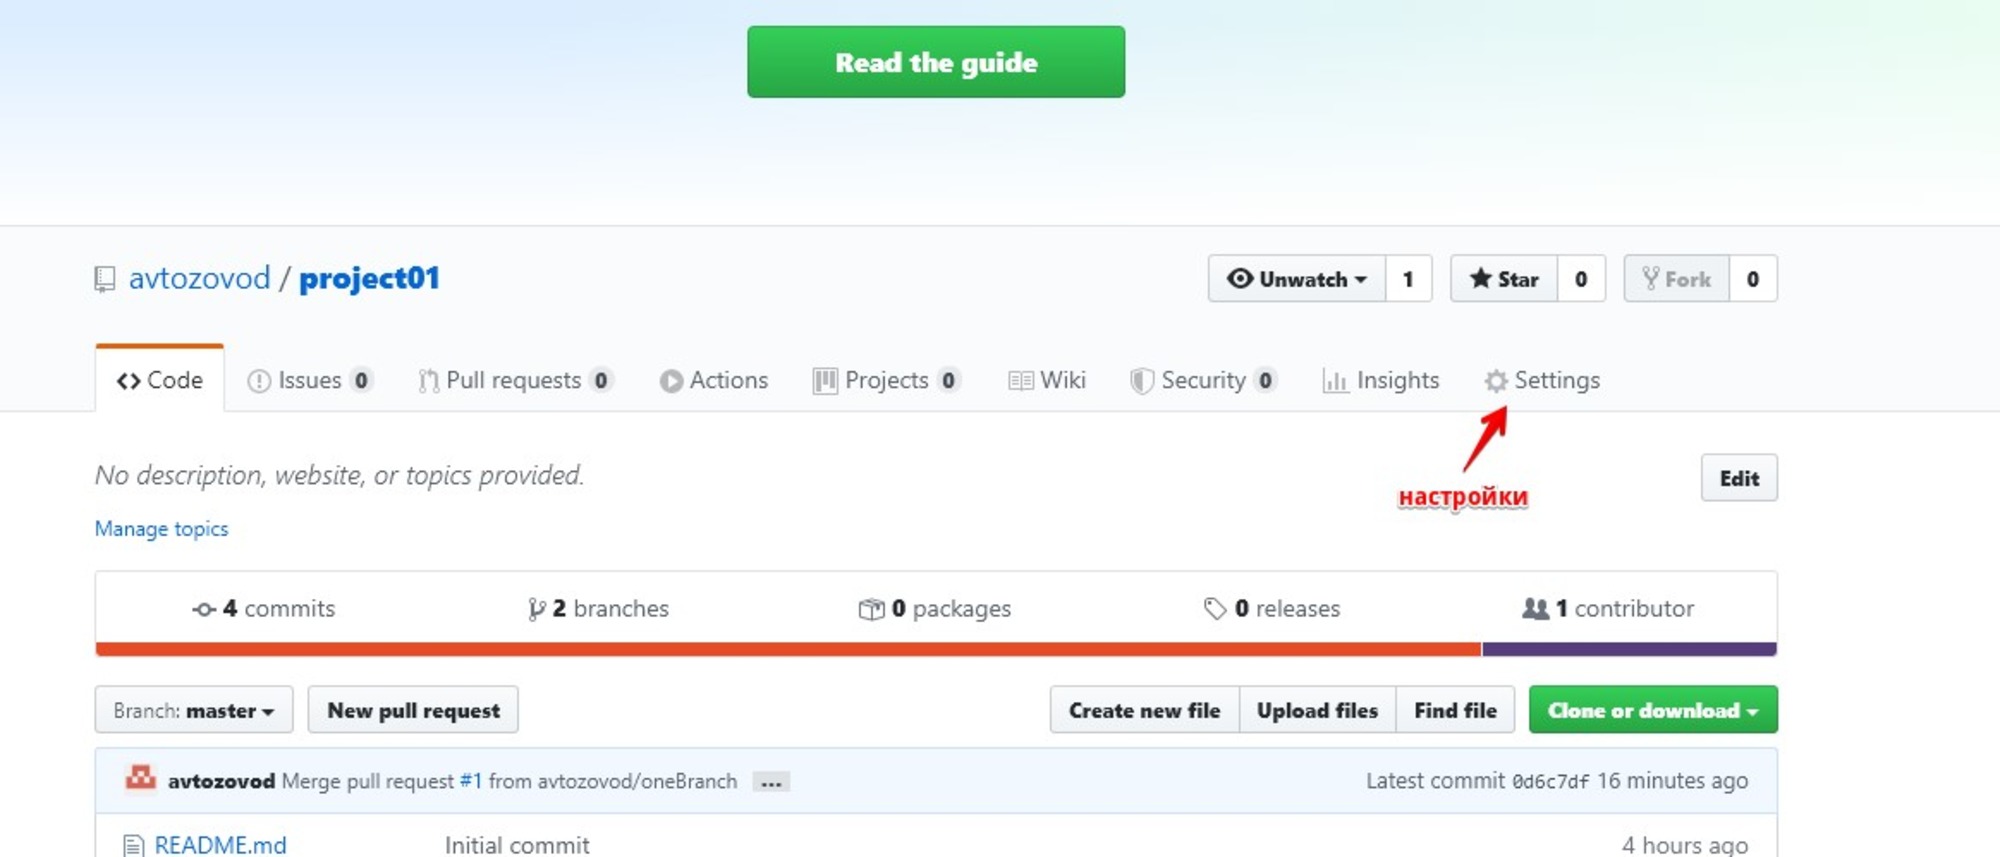 Read the guide
avtozovod / project01
Unwatch 1 Star 0 Fork 0
Code Issues 0 Pull requests 0 Actions Projects 0 Wiki Security 0 Insights Settings
настройки
No description, website, or topics provided.
Edit
Manage topics
4 commits 2 branches 0 packages 0 releases 1 contributor
Branch: master New pull request Create new file Upload files Find file Clone or download
avtozovod Merge pull request #1 from avtozovod/oneBranch ... Latest commit 0d6c7df 16 minutes ago
README.md Initial commit 4 hours ago